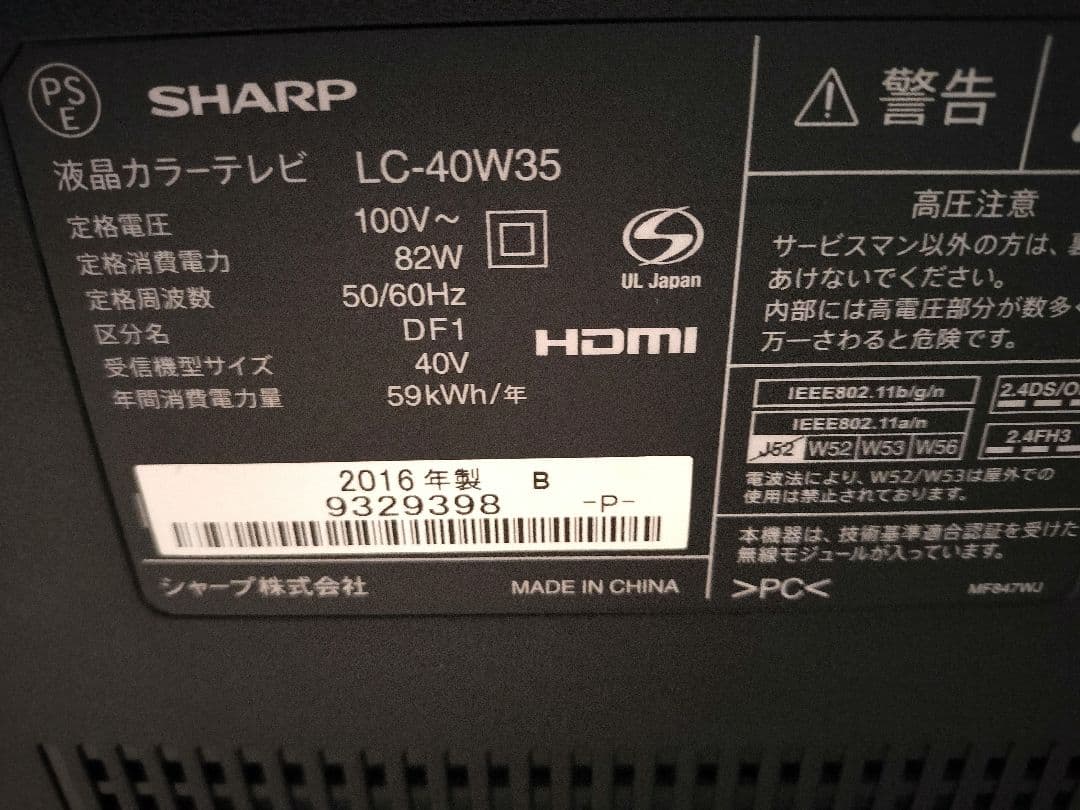 PS
E
SHARP
液晶カラーテレビ LC-40W35
定格電圧 100V～
定格消費電力 82W
定格周波数 50/60Hz
区分名 DF1
受信機型サイズ 40V
年間消費電力量 59kWh/年
UL Japan
HDMI
2016 年製 B
9329398 -P-
シャープ株式会社 MADE IN CHINA
警告
高圧注意
サービスマン以外の方は、
あけないでください。
内部には高電圧部分が数多
万一さわると危険です。
IEEE802.11b/g/n
IEEE802.11a/n
J52 W52 W53 W56
2.4DS/O
2.4FH3
電波法により、W52/W53は屋外での
使用は禁止されております。
本機器は、技術基準適合認証を受けた
無線モジュールが入っています。
>PC<
MF847WJ